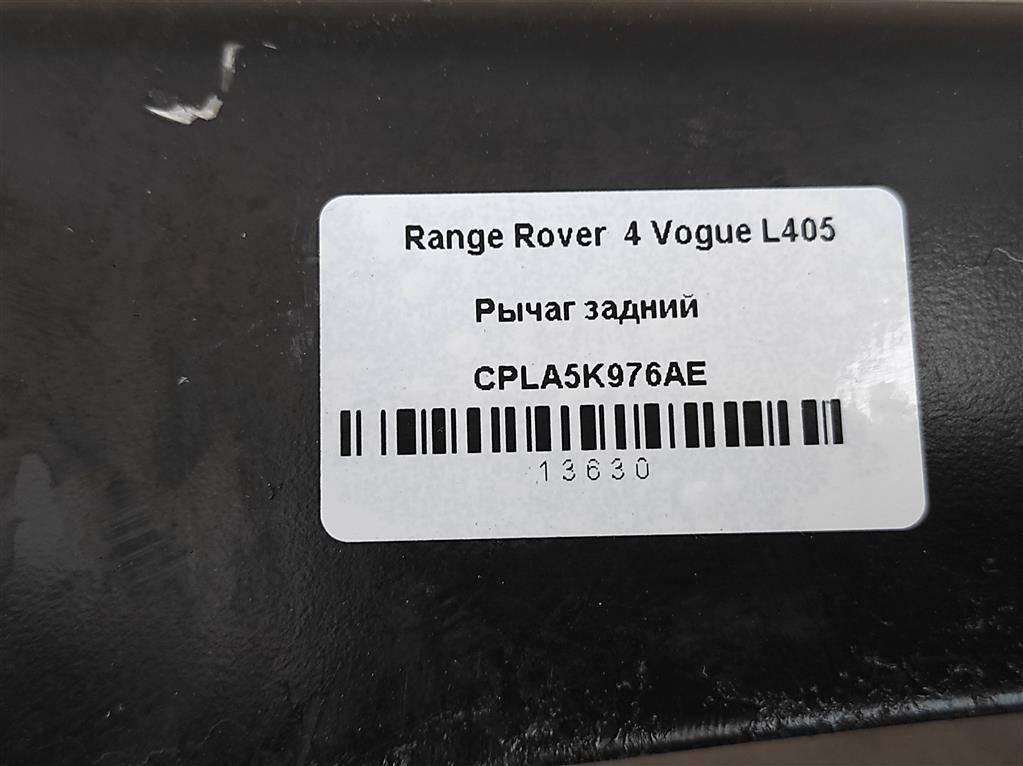 Range Rover 4 Vogue L405
Рычаг задний
CPLA5K976AE
13630